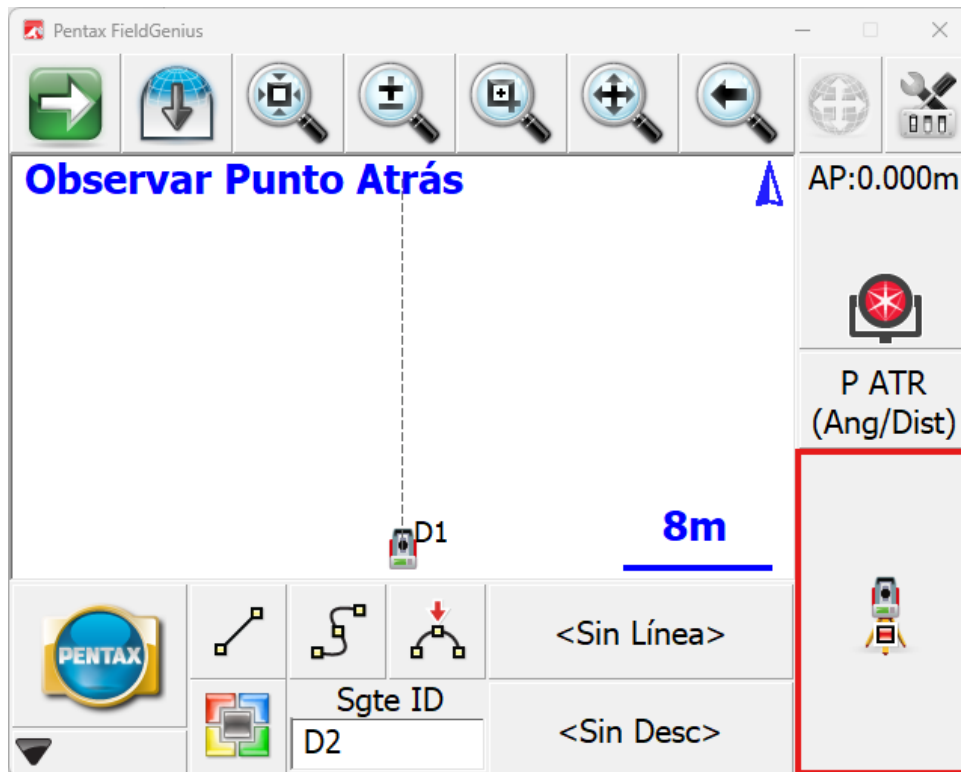 Pentax FieldGenius
Observar Punto Atrás
AP:0.000m
P ATR
(Ang/Dist)
D1
8m
PENTAX
<Sin Línea>
Sgte ID
D2
<Sin Desc>